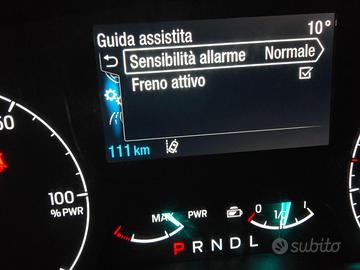 Guida assistita 10°
Sensibilità allarme Normale
Freno attivo
111 km
100
% PWR
MAX PWR
0 1/2 1
P R N D L
subito